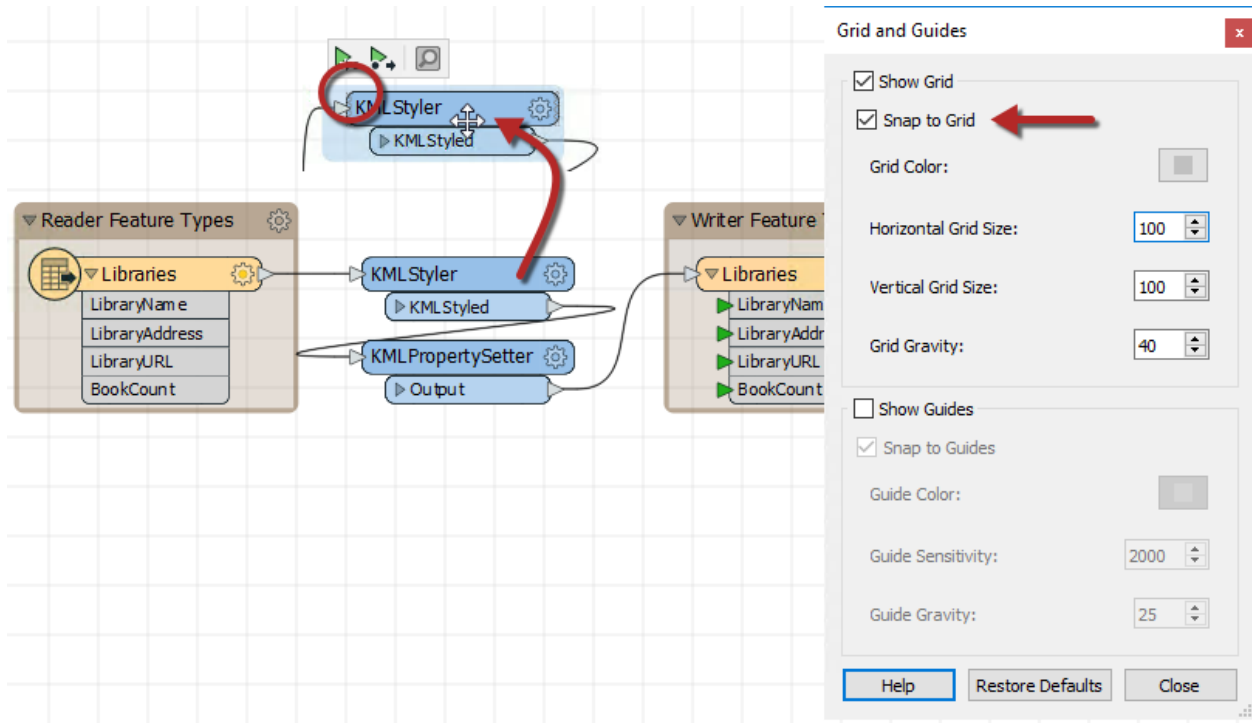 Grid and Guides
x
Show Grid
Snap to Grid
Grid Color:
Horizontal Grid Size:
100
Vertical Grid Size:
100
Grid Gravity:
40
Show Guides
Snap to Guides
Guide Color:
Guide Sensitivity:
2000
Guide Gravity:
25
Help
Restore Defaults
Close
KMLStyler
KMLStyled
Reader Feature Types
Libraries
LibraryName
LibraryAddress
LibraryURL
BookCount
KMLStyler
KMLStyled
KMLPropertySetter
Output
Writer Feature T
Libraries
LibraryNam
LibraryAddr
LibraryURL
BookCount